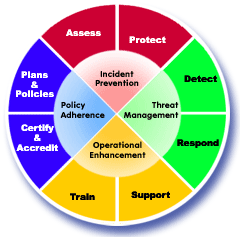 Assess
Protect
Plans
&
Policies
Detect
Incident
Prevention
Policy
Adherence
Threat
Management
Certify
&
Accredit
Respond
Operational
Enhancement
Train
Support